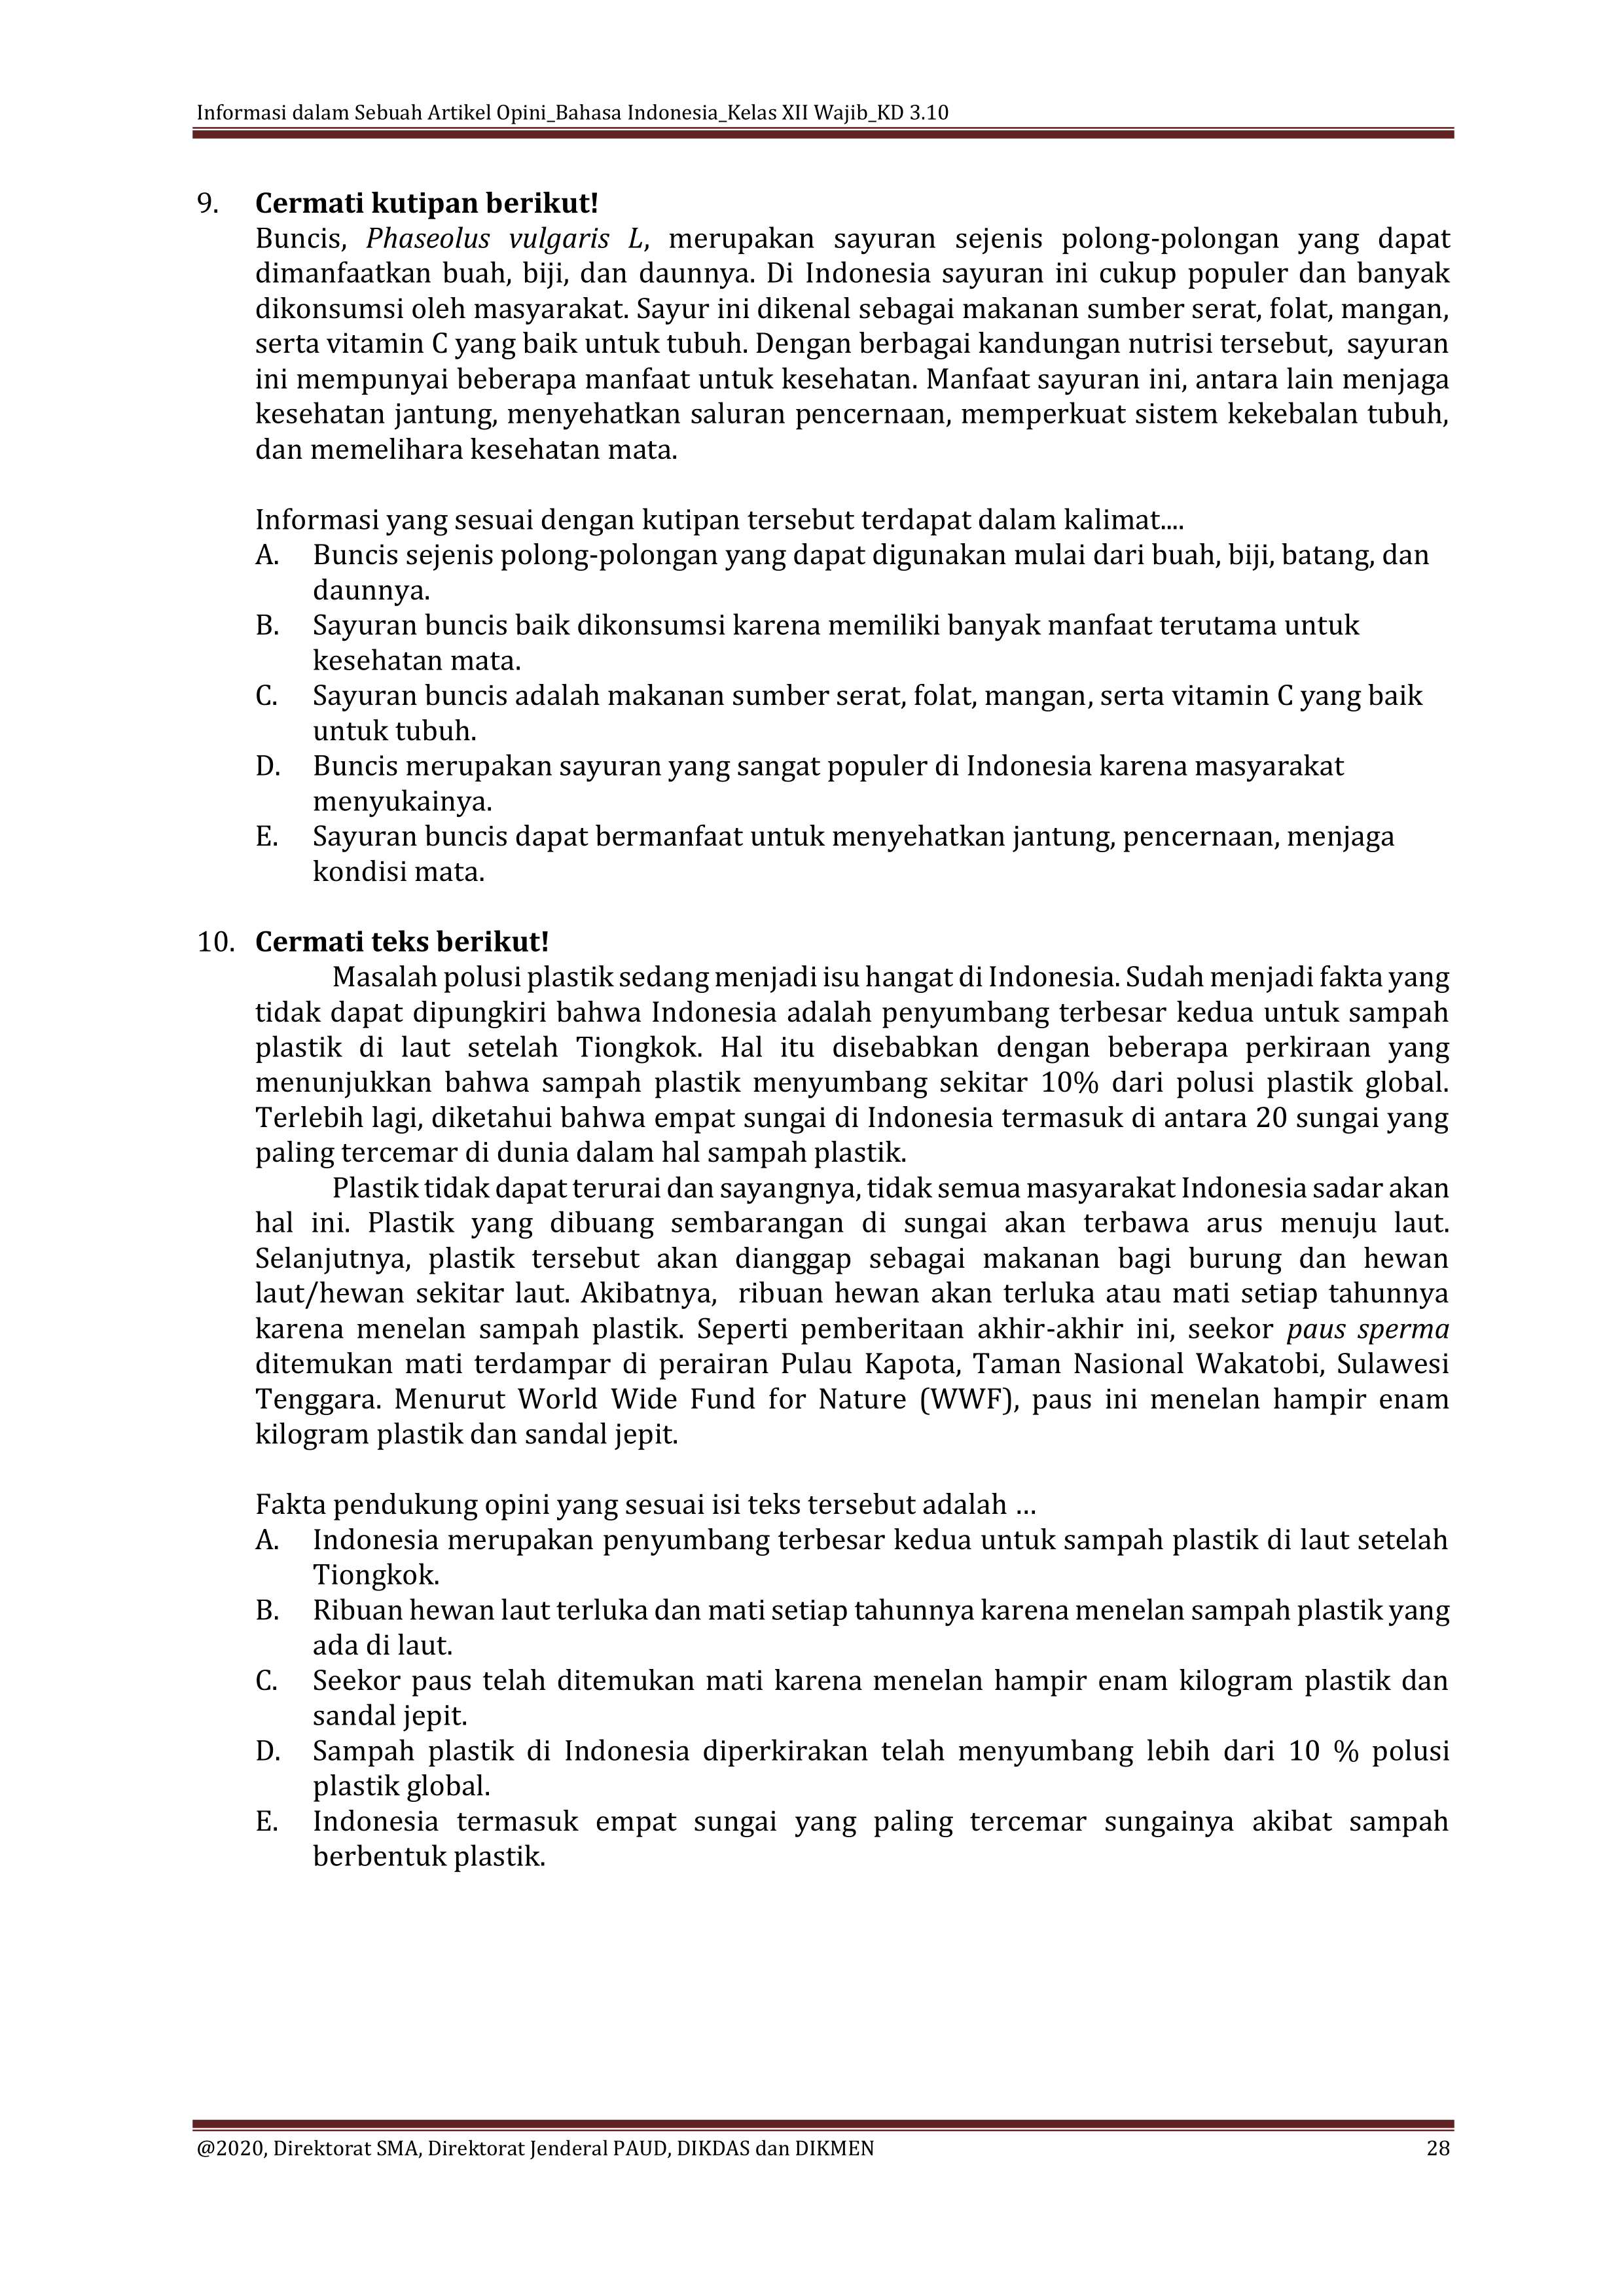 Informasi dalam Sebuah Artikel Opini_Bahasa Indonesia_Kelas XII Wajib_KD 3.10
9. Cermati kutipan berikut!
Buncis, Phaseolus vulgaris L, merupakan sayuran sejenis polong-polongan yang dapat
dimanfaatkan buah, biji, dan daunnya. Di Indonesia sayuran ini cukup populer dan banyak
dikonsumsi oleh masyarakat. Sayur ini dikenal sebagai makanan sumber serat, folat, mangan,
serta vitamin C yang baik untuk tubuh. Dengan berbagai kandungan nutrisi tersebut, sayuran
ini mempunyai beberapa manfaat untuk kesehatan. Manfaat sayuran ini, antara lain menjaga
kesehatan jantung, menyehatkan saluran pencernaan, memperkuat sistem kekebalan tubuh,
dan memelihara kesehatan mata.
Informasi yang sesuai dengan kutipan tersebut terdapat dalam kalimat....
A. Buncis sejenis polong-polongan yang dapat digunakan mulai dari buah, biji, batang, dan
daunnya.
B. Sayuran buncis baik dikonsumsi karena memiliki banyak manfaat terutama untuk
kesehatan mata.
C. Sayuran buncis adalah makanan sumber serat, folat, mangan, serta vitamin C yang baik
untuk tubuh.
D. Buncis merupakan sayuran yang sangat populer di Indonesia karena masyarakat
menyukainya.
E. Sayuran buncis dapat bermanfaat untuk menyehatkan jantung, pencernaan, menjaga
kondisi mata.
10. Cermati teks berikut!
Masalah polusi plastik sedang menjadi isu hangat di Indonesia. Sudah menjadi fakta yang
tidak dapat dipungkiri bahwa Indonesia adalah penyumbang terbesar kedua untuk sampah
plastik di laut setelah Tiongkok. Hal itu disebabkan dengan beberapa perkiraan yang
menunjukkan bahwa sampah plastik menyumbang sekitar 10% dari polusi plastik global.
Terlebih lagi, diketahui bahwa empat sungai di Indonesia termasuk di antara 20 sungai yang
paling tercemar di dunia dalam hal sampah plastik.
Plastik tidak dapat terurai dan sayangnya, tidak semua masyarakat Indonesia sadar akan
hal ini. Plastik yang dibuang sembarangan di sungai akan terbawa arus menuju laut.
Selanjutnya, plastik tersebut akan dianggap sebagai makanan bagi burung dan hewan
laut/hewan sekitar laut. Akibatnya, ribuan hewan akan terluka atau mati setiap tahunnya
karena menelan sampah plastik. Seperti pemberitaan akhir-akhir ini, seekor paus sperma
ditemukan mati terdampar di perairan Pulau Kapota, Taman Nasional Wakatobi, Sulawesi
Tenggara. Menurut World Wide Fund for Nature (WWF), paus ini menelan hampir enam
kilogram plastik dan sandal jepit.
Fakta pendukung opini yang sesuai isi teks tersebut adalah …
A. Indonesia merupakan penyumbang terbesar kedua untuk sampah plastik di laut setelah
Tiongkok.
B. Ribuan hewan laut terluka dan mati setiap tahunnya karena menelan sampah plastik yang
ada di laut.
C. Seekor paus telah ditemukan mati karena menelan hampir enam kilogram plastik dan
sandal jepit.
D. Sampah plastik di Indonesia diperkirakan telah menyumbang lebih dari 10 % polusi
plastik global.
E. Indonesia termasuk empat sungai yang paling tercemar sungainya akibat sampah
berbentuk plastik.
@2020, Direktorat SMA, Direktorat Jenderal PAUD, DIKDAS dan DIKMEN 28